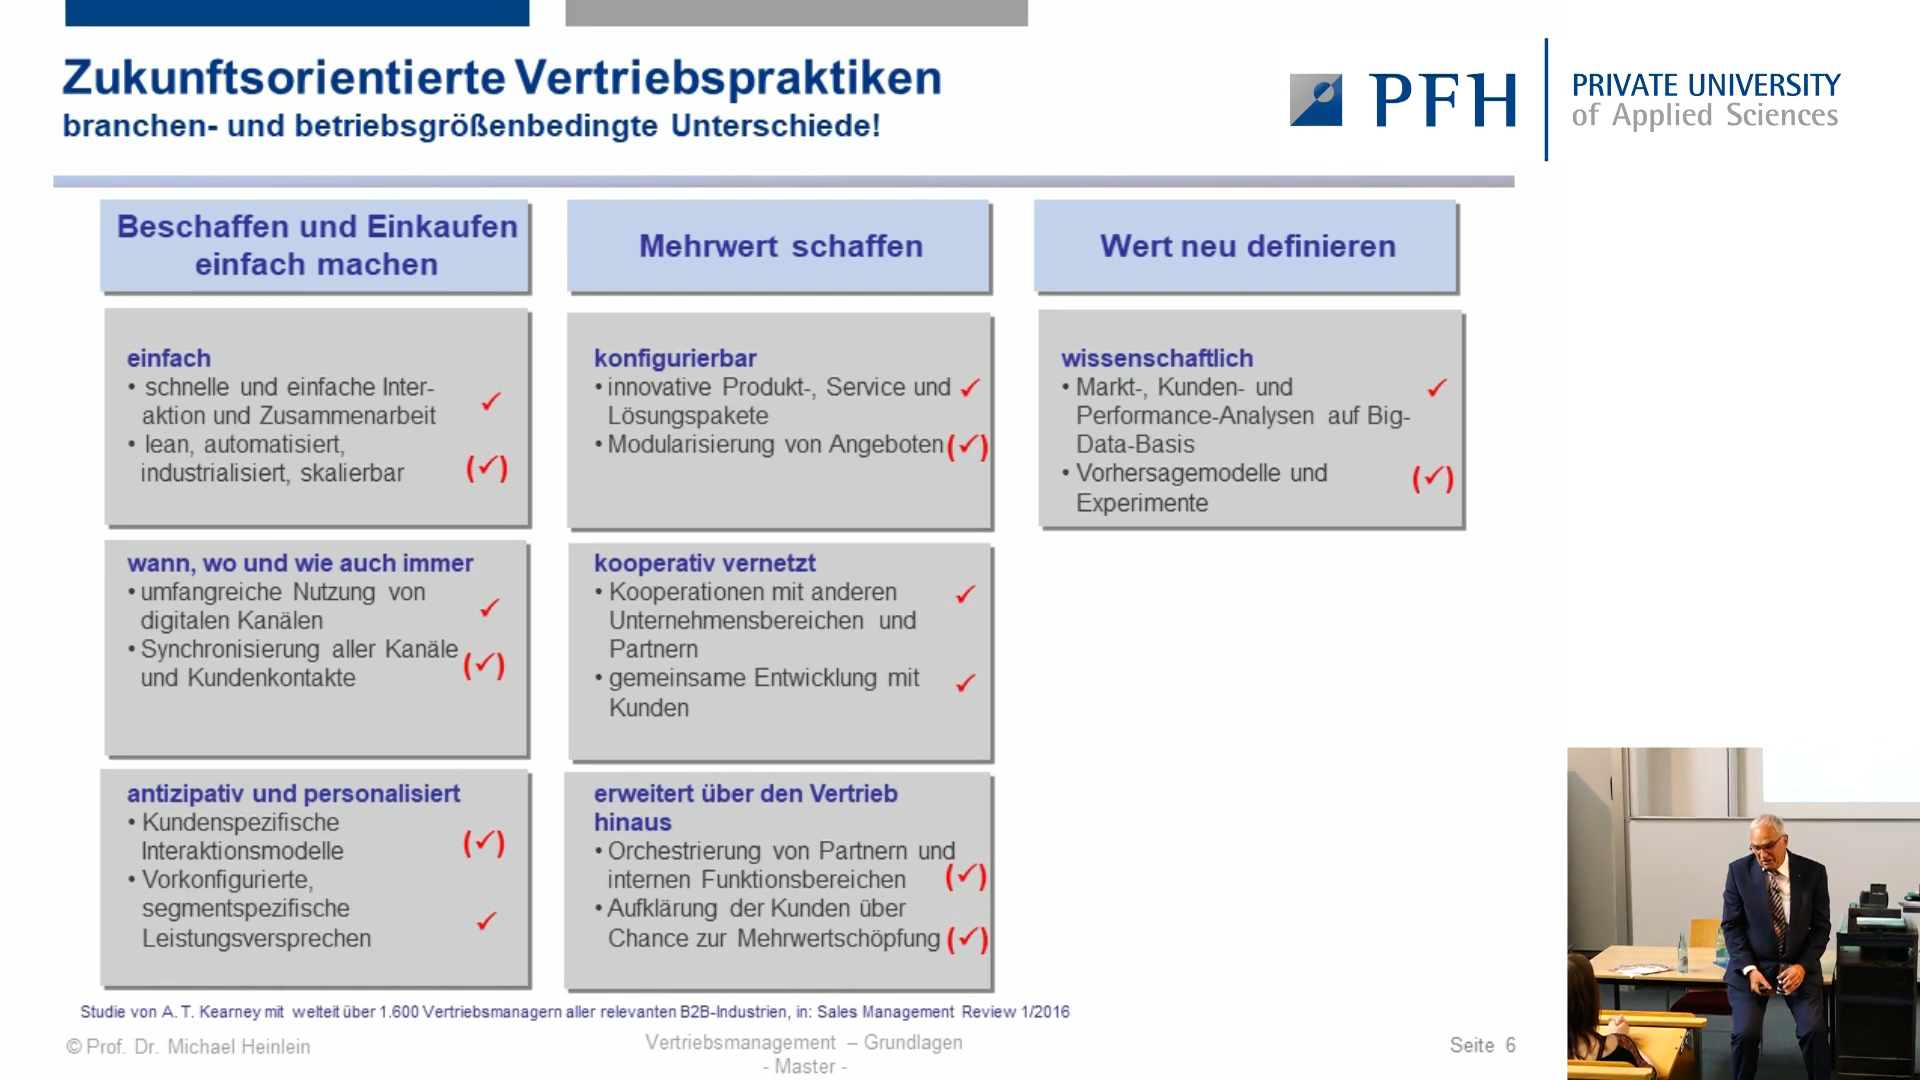 Zukunftsorientierte Vertriebspraktiken
branchen- und betriebsgrößenbedingte Unterschiede!
PFH
PRIVATE UNIVERSITY
of Applied Sciences
Beschaffen und Einkaufen
einfach machen
einfach
• schnelle und einfache Inter-
aktion und Zusammenarbeit ✓
• lean, automatisiert,
industrialisiert, skalierbar (✓)
wann, wo und wie auch immer
• umfangreiche Nutzung von
digitalen Kanälen ✓
• Synchronisierung aller Kanäle
und Kundenkontakte (✓)
antizipativ und personalisiert
• Kundenspezifische
Interaktionsmodelle (✓)
• Vorkonfigurierte,
segmentspezifische
Leistungsversprechen ✓
Mehrwert schaffen
konfigurierbar
• innovative Produkt-, Service und ✓
Lösungspakete
• Modularisierung von Angeboten (✓)
kooperativ vernetzt
• Kooperationen mit anderen ✓
Unternehmensbereichen und
Partnern
• gemeinsame Entwicklung mit ✓
Kunden
erweitert über den Vertrieb
hinaus
• Orchestrierung von Partnern und
internen Funktionsbereichen (✓)
• Aufklärung der Kunden über
Chance zur Mehrwertschöpfung (✓)
Wert neu definieren
wissenschaftlich
• Markt-, Kunden- und ✓
Performance-Analysen auf Big-
Data-Basis
• Vorhersagemodelle und (✓)
Experimente
Studie von A. T. Kearney mit welteit über 1.600 Vertriebsmanagern aller relevanten B2B-Industrien, in: Sales Management Review 1/2016
© Prof. Dr. Michael Heinlein
Vertriebsmanagement – Grundlagen
- Master -
Seite 6